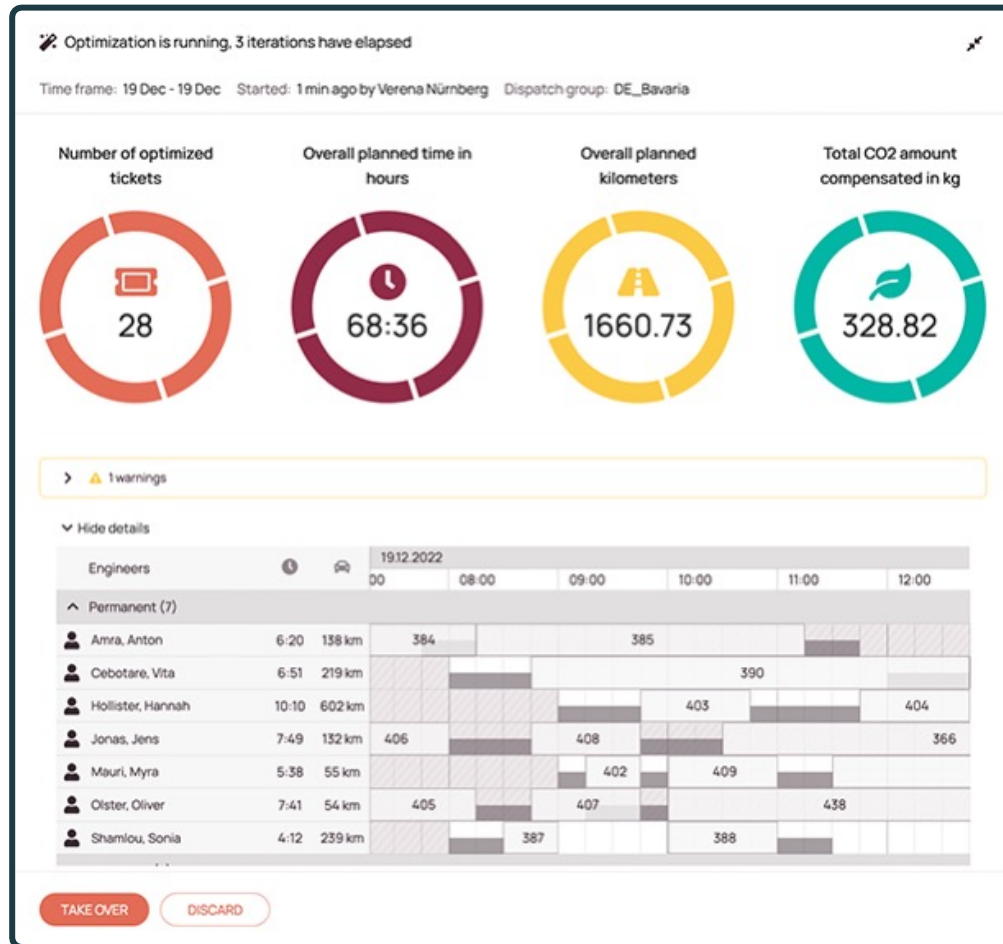 Optimization is running, 3 iterations have elapsed
Time frame: 19 Dec - 19 Dec Started: 1 min ago by Verena Nürnberg Dispatch group: DE_Bavaria
Number of optimized
tickets
28
Overall planned time in
hours
68:36
Overall planned
kilometers
1660.73
Total CO2 amount
compensated in kg
328.82
1 warnings
Hide details
Engineers
19.12.2022
00 08:00 09:00 10:00 11:00 12:00
Permanent (7)
Amra, Anton 6:20 138 km 384 385
Cebotare, Vita 6:51 219 km 390
Hollister, Hannah 10:10 602 km 403 404
Jonas, Jens 7:49 132 km 406 408 366
Mauri, Myra 5:38 55 km 402 409
Olster, Oliver 7:41 54 km 405 407 438
Shamlou, Sonia 4:12 239 km 387 388
TAKE OVER DISCARD